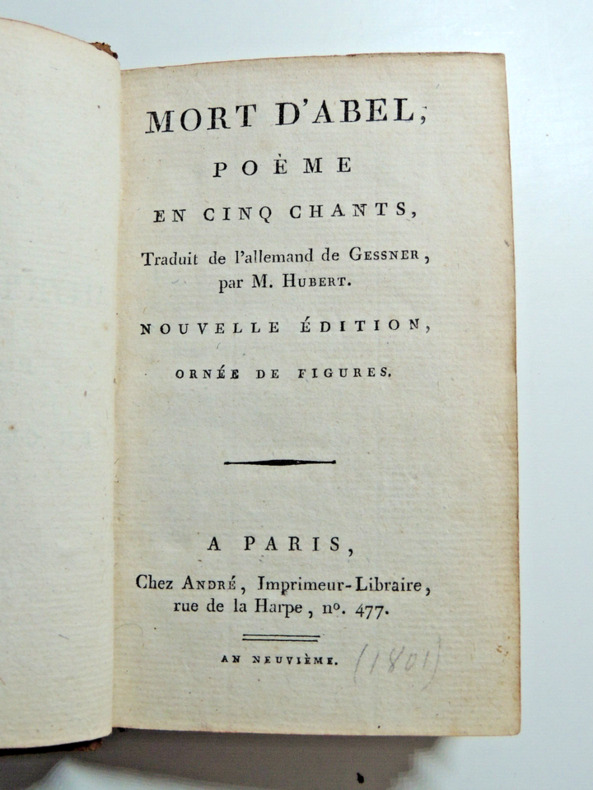 MORT D'ABEL,
POÈME
EN CINQ CHANTS,
Traduit de l'allemand de GESSNER,
par M. HUBERT.
NOUVELLE ÉDITION,
ORNÉE DE FIGURES.
A PARIS,
Chez ANDRÉ, Imprimeur-Libraire,
rue de la Harpe, nº. 477.
AN NEUVIÈME. (1801)